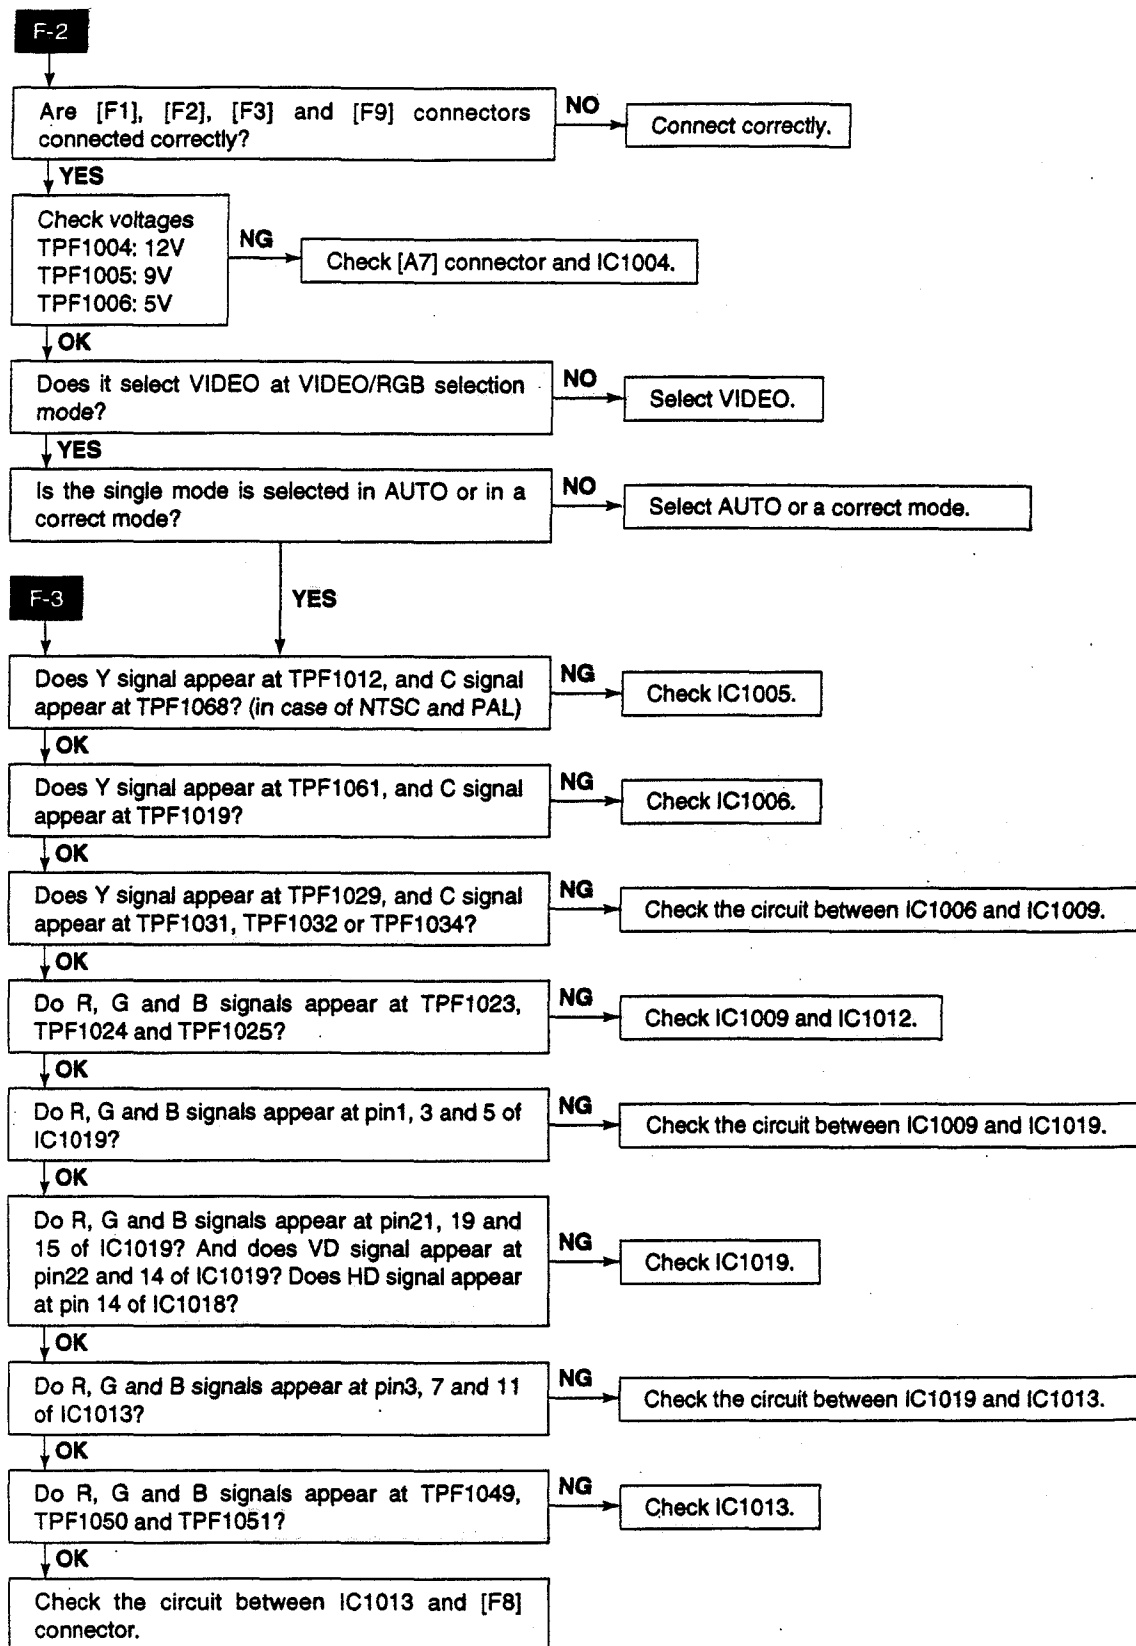 F-2
Are [F1], [F2], [F3] and [F9] connectors
connected correctly?
NO
Connect correctly.
YES
Check voltages
TPF1004: 12V
TPF1005: 9V
TPF1006: 5V
NG
Check [A7] connector and IC1004.
OK
Does it select VIDEO at VIDEO/RGB selection
mode?
NO
Select VIDEO.
YES
Is the single mode is selected in AUTO or in a
correct mode?
NO
Select AUTO or a correct mode.
YES
F-3
Does Y signal appear at TPF1012, and C signal
appear at TPF1068? (in case of NTSC and PAL)
NG
Check IC1005.
OK
Does Y signal appear at TPF1061, and C signal
appear at TPF1019?
NG
Check IC1006.
OK
Does Y signal appear at TPF1029, and C signal
appear at TPF1031, TPF1032 or TPF1034?
NG
Check the circuit between IC1006 and IC1009.
OK
Do R, G and B signals appear at TPF1023,
TPF1024 and TPF1025?
NG
Check IC1009 and IC1012.
OK
Do R, G and B signals appear at pin1, 3 and 5 of
IC1019?
NG
Check the circuit between IC1009 and IC1019.
OK
Do R, G and B signals appear at pin21, 19 and
15 of IC1019? And does VD signal appear at
pin22 and 14 of IC1019? Does HD signal appear
at pin 14 of IC1018?
NG
Check IC1019.
OK
Do R, G and B signals appear at pin3, 7 and 11
of IC1013?
NG
Check the circuit between IC1019 and IC1013.
OK
Do R, G and B signals appear at TPF1049,
TPF1050 and TPF1051?
NG
Check IC1013.
OK
Check the circuit between IC1013 and [F8]
connector.